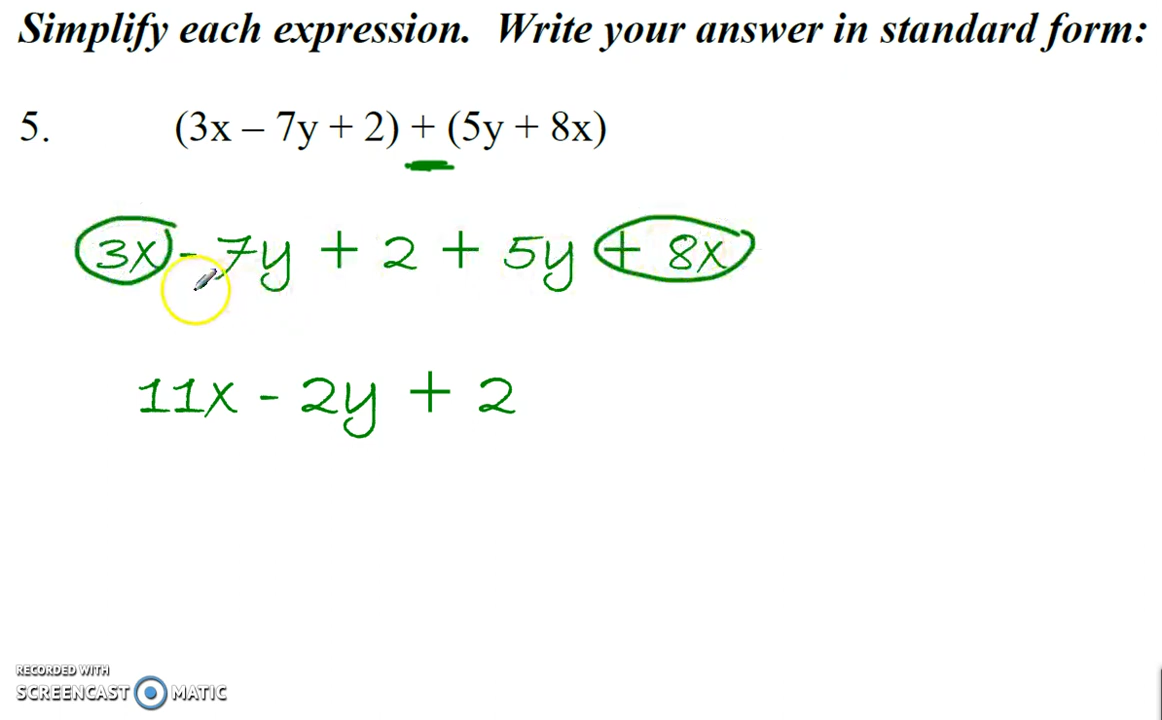 Simplify each expression. Write your answer in standard form:
5. (3x – 7y + 2) + (5y + 8x)
3x - 7y + 2 + 5y + 8x
11x - 2y + 2
RECORDED WITH
SCREENCAST MATIC